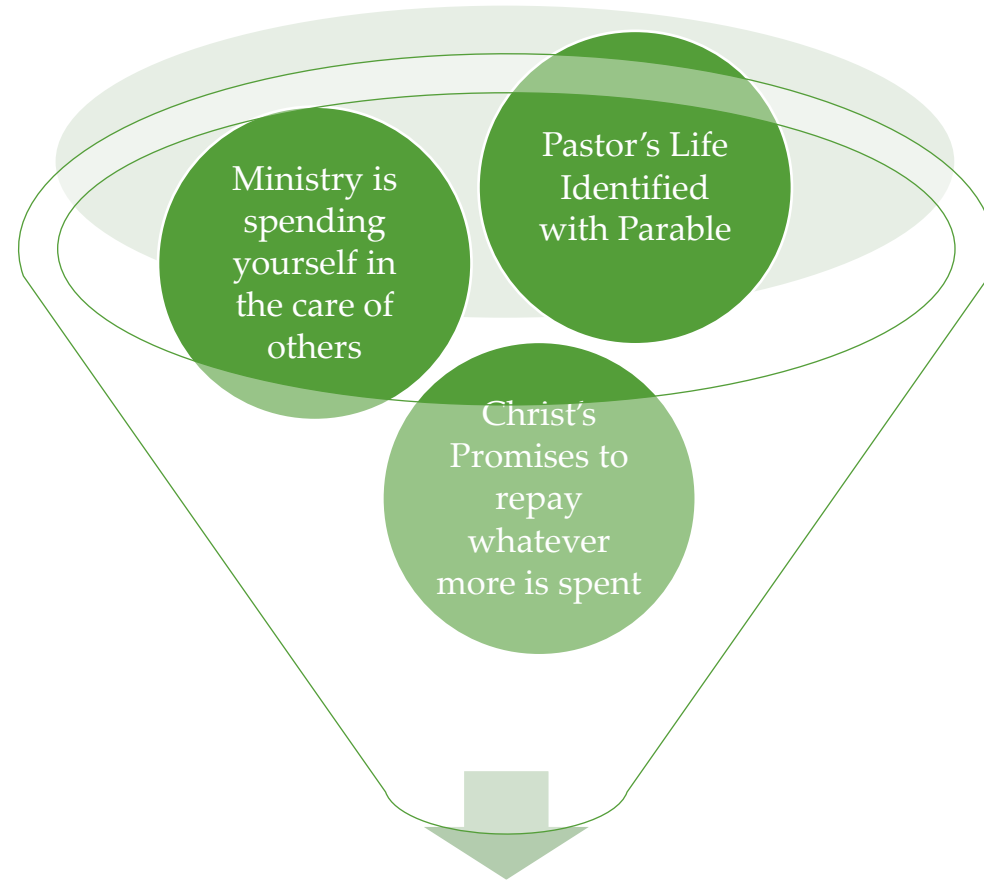 Ministry is
spending
yourself in
the care of
others
Pastor’s Life
Identified
with Parable
Christ’s
Promises to
repay
whatever
more is spent